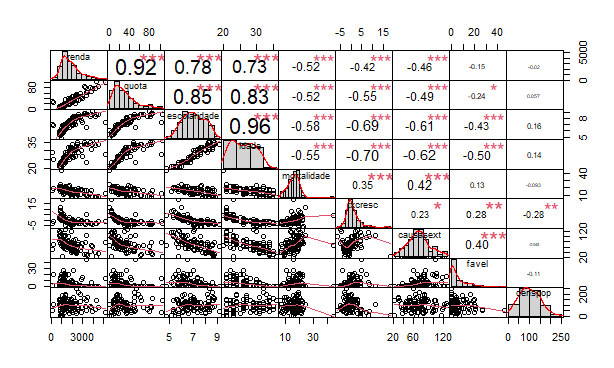 0 40 80 20 30 -5 5 15 0 20 40
renda 0.92 *** 0.78 *** 0.73 *** -0.52 *** -0.42 *** -0.46 *** -0.15 -0.02 0 5000
0 80 quota 0.85 *** 0.83 *** -0.52 *** -0.55 *** -0.49 *** -0.24 * 0.057
escolaridade 0.96 *** -0.58 *** -0.69 *** -0.61 *** -0.43 *** 0.16 5 8
20 35 idade -0.55 *** -0.70 *** -0.62 *** -0.50 *** 0.14
mortalidade 0.35 *** 0.42 *** 0.13 -0.093 10 40
-5 15 txcresc 0.23 * 0.28 ** -0.28 **
causasext 0.40 *** 20 120
0 30 favel -0.11
denspop 0 200
0 3000 5 7 9 10 30 20 60 120 0 100 250